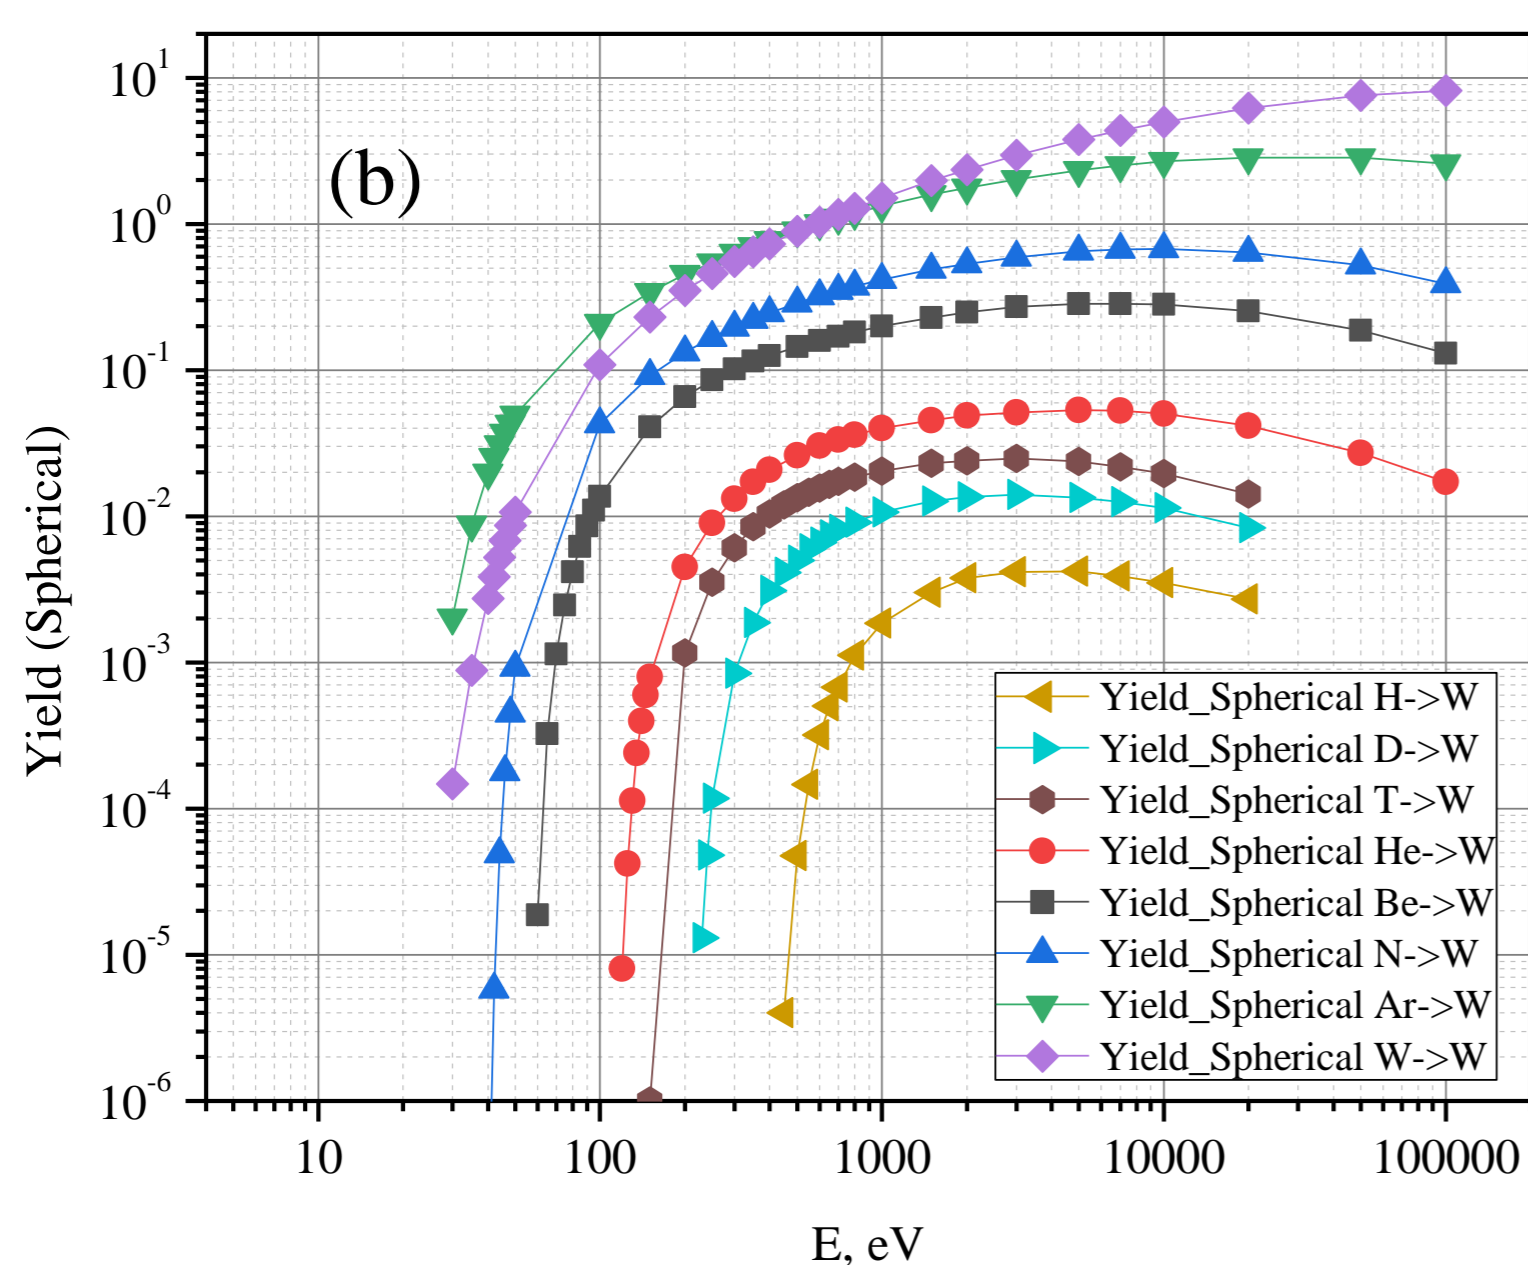 (b)
10^1
10^0
10^-1
10^-2
10^-3
10^-4
10^-5
10^-6
Yield (Spherical)
Yield_Spherical H->W
Yield_Spherical D->W
Yield_Spherical T->W
Yield_Spherical He->W
Yield_Spherical Be->W
Yield_Spherical N->W
Yield_Spherical Ar->W
Yield_Spherical W->W
10 100 1000 10000 100000
E, eV